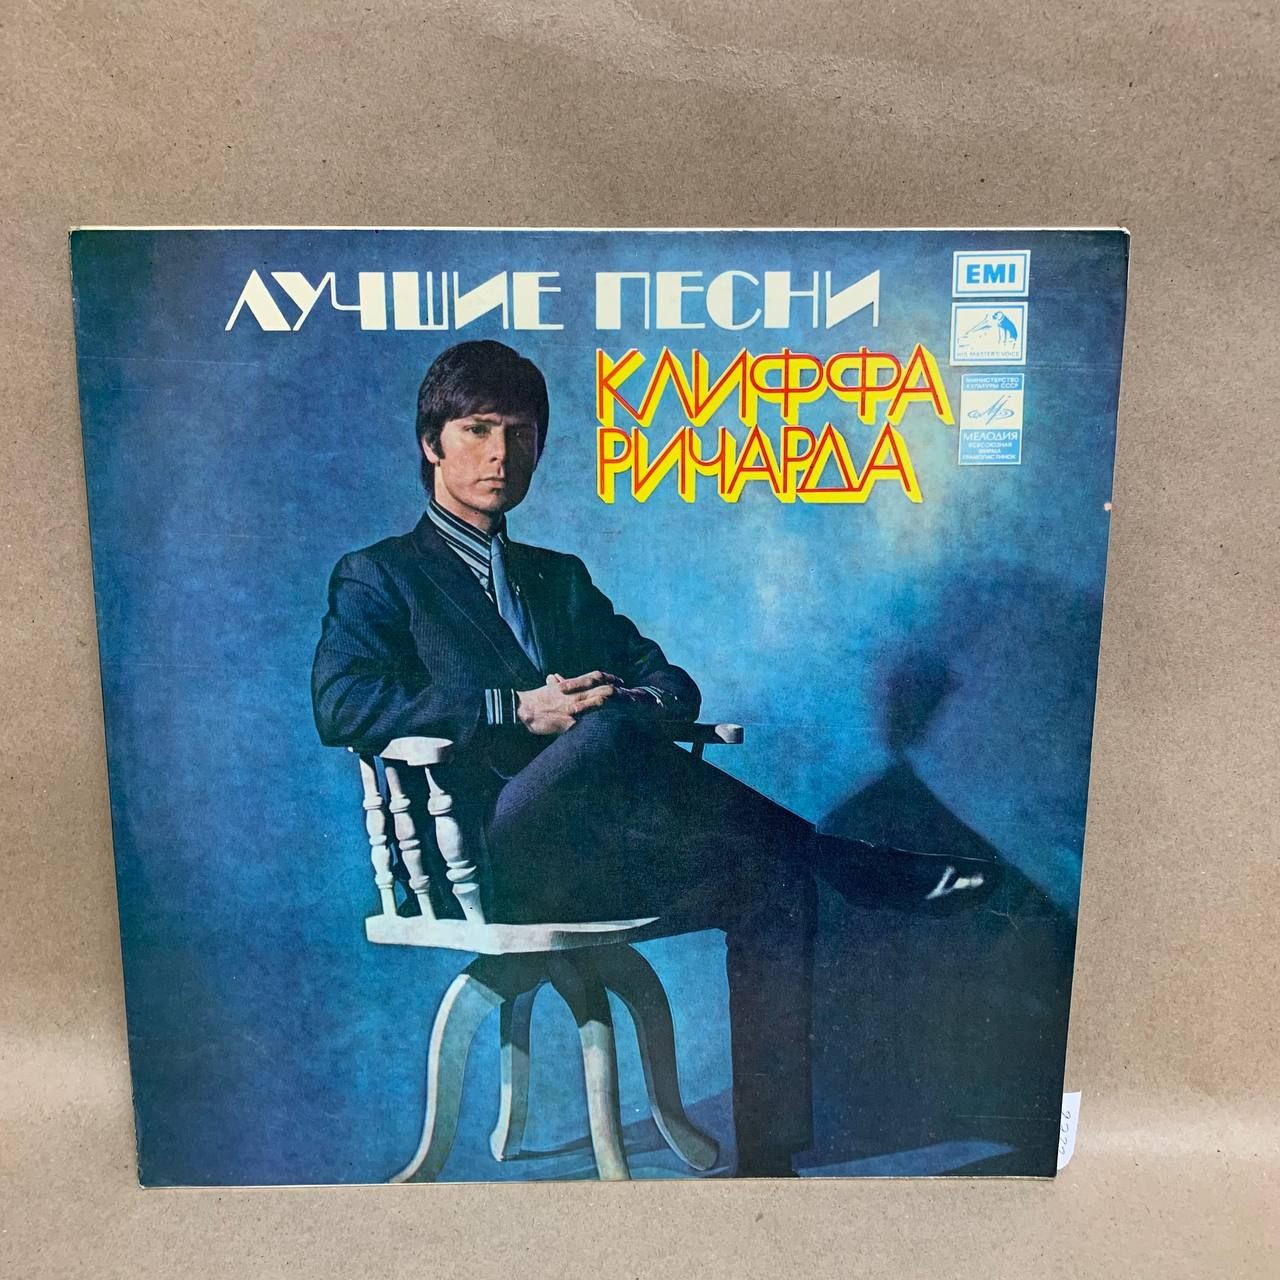 ЛУЧШИЕ ПЕСНИ
КЛИФФА
РИЧАРДА
EMI
HIS MASTER'S VOICE
МИНИСТЕРСТВО
КУЛЬТУРЫ СССР
МЕЛОДИЯ
ВСЕСОЮЗНАЯ
ФИРМА
ГРАМПЛАСТИНОК